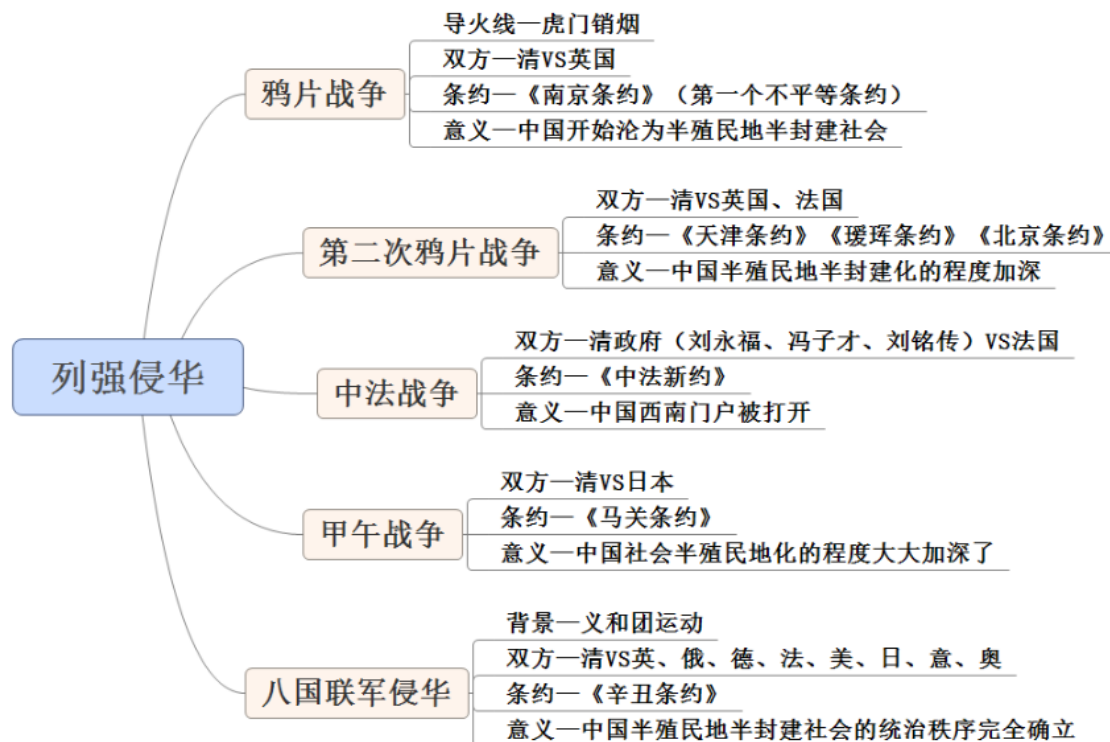 列强侵华
鸦片战争
导火线—虎门销烟
双方—清VS英国
条约—《南京条约》（第一个不平等条约）
意义—中国开始沦为半殖民地半封建社会
第二次鸦片战争
双方—清VS英国、法国
条约—《天津条约》《瑷珲条约》《北京条约》
意义—中国半殖民地半封建化的程度加深
中法战争
双方—清政府（刘永福、冯子才、刘铭传）VS法国
条约—《中法新约》
意义—中国西南门户被打开
甲午战争
双方—清VS日本
条约—《马关条约》
意义—中国社会半殖民地化的程度大大加深了
八国联军侵华
背景—义和团运动
双方—清VS英、俄、德、法、美、日、意、奥
条约—《辛丑条约》
意义—中国半殖民地半封建社会的统治秩序完全确立